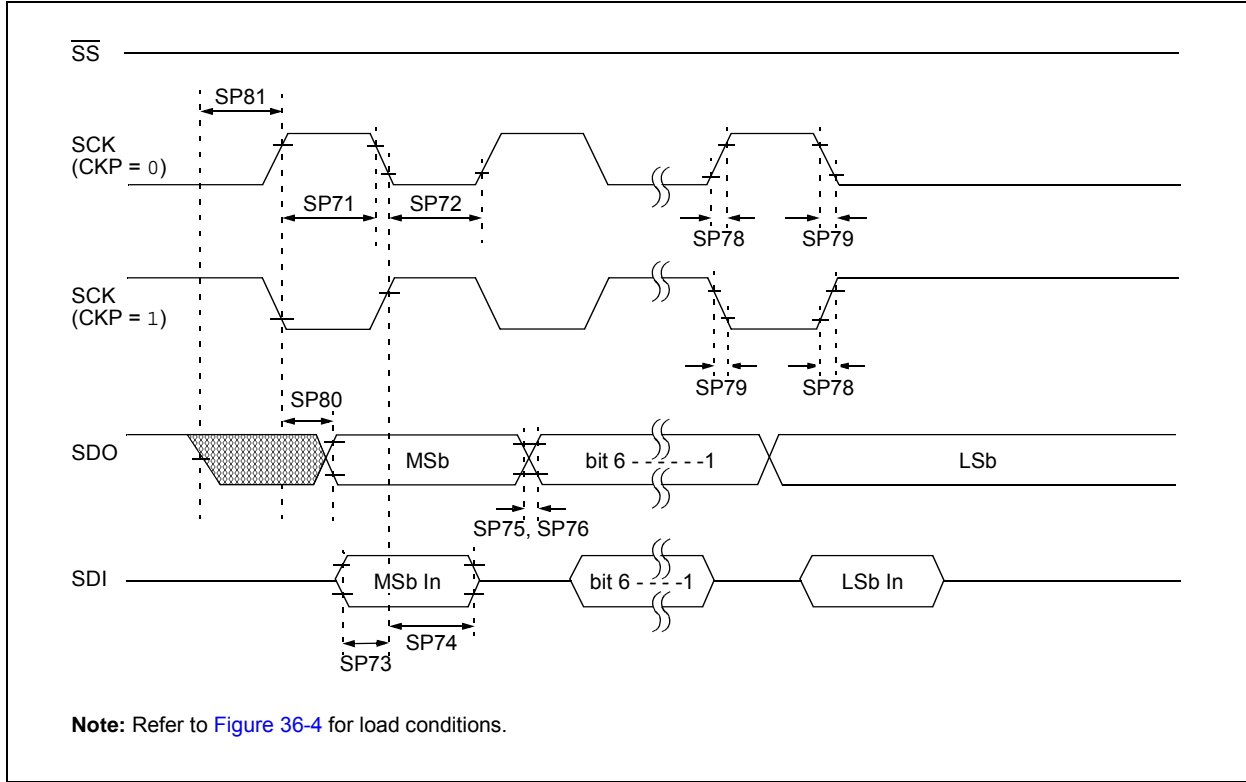 SS
SP81
SCK
(CKP = 0)
SP71
SP72
SP78
SP79
SCK
(CKP = 1)
SP79
SP78
SP80
SDO
MSb
bit 6 - - - - - - -1
LSb
SP75, SP76
SDI
MSb In
bit 6 - - - - -1
LSb In
SP74
SP73
Note: Refer to Figure 36-4 for load conditions.